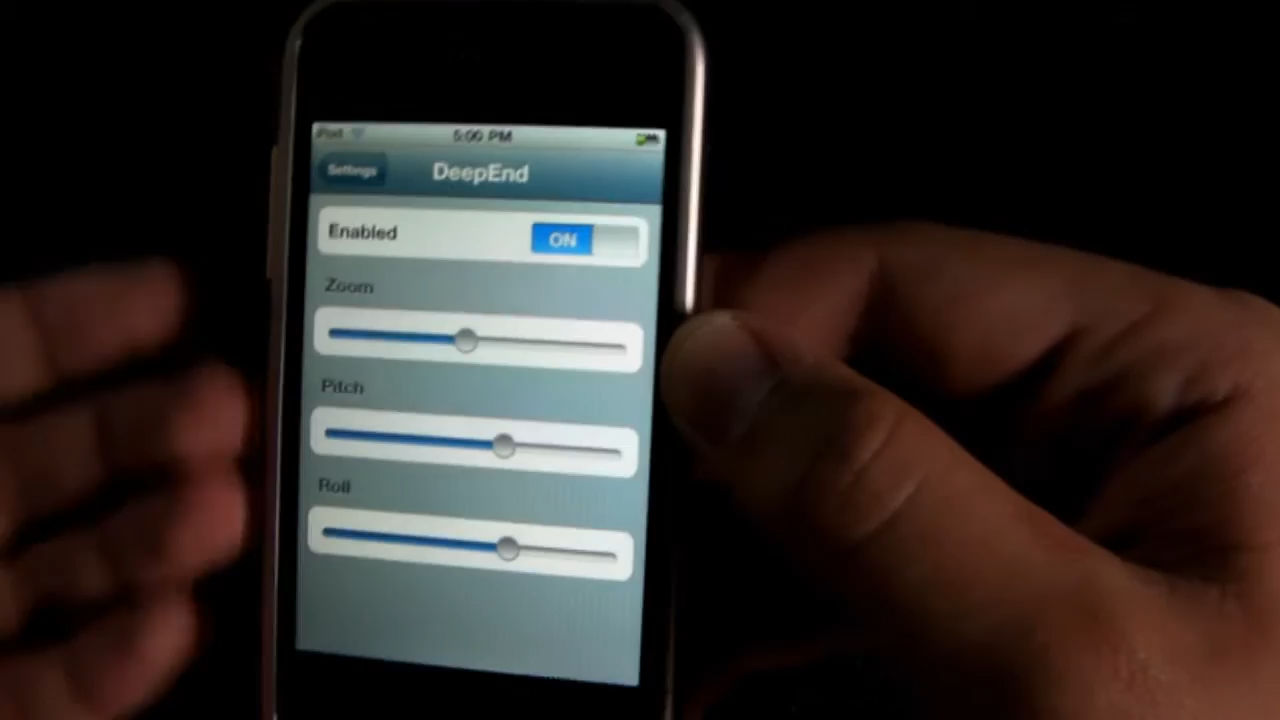 iPod 5:00 PM
Settings DeepEnd
Enabled ON
Zoom
Pitch
Roll